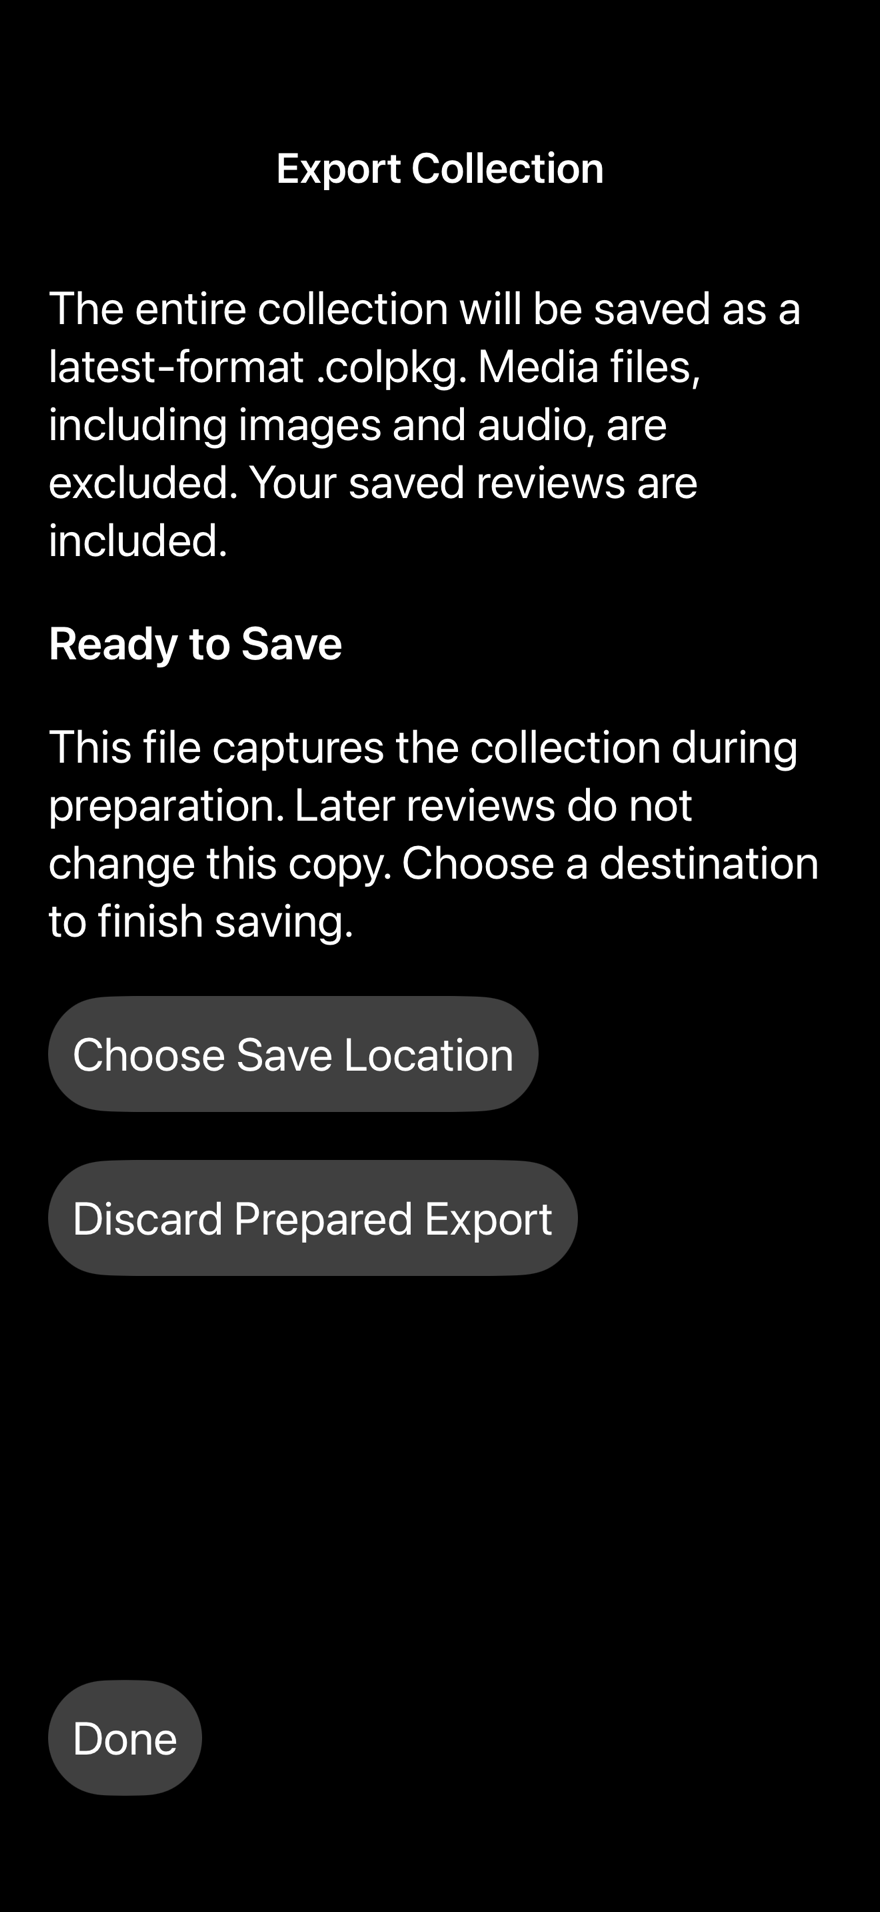 Export Collection
The entire collection will be saved as a
latest-format .colpkg. Media files,
including images and audio, are
excluded. Your saved reviews are
included.
Ready to Save
This file captures the collection during
preparation. Later reviews do not
change this copy. Choose a destination
to finish saving.
Choose Save Location
Discard Prepared Export
Done